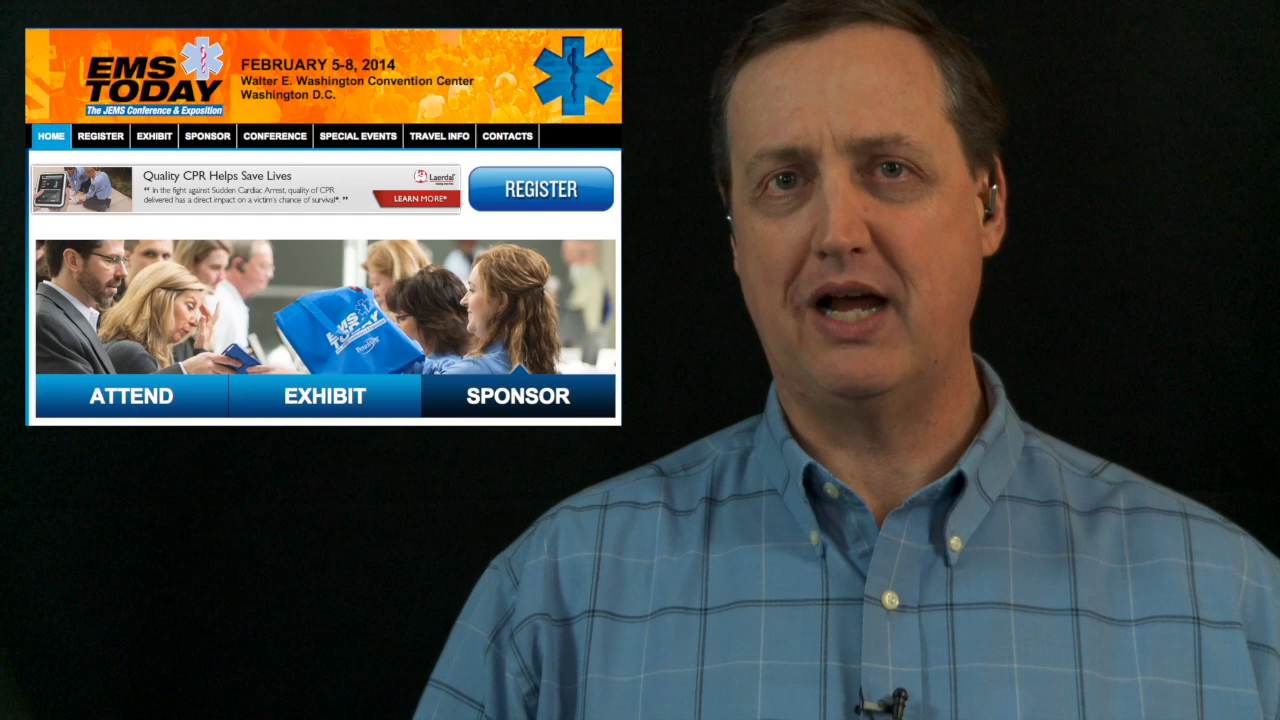 EMS
TODAY
The JEMS Conference & Exposition
FEBRUARY 5-8, 2014
Walter E. Washington Convention Center
Washington D.C.
HOME REGISTER EXHIBIT SPONSOR CONFERENCE SPECIAL EVENTS TRAVEL INFO CONTACTS
Quality CPR Helps Save Lives
“ In the fight against Sudden Cardiac Arrest, quality of CPR
delivered has a direct impact on a victim's chance of survival*. ”
Laerdal
LEARN MORE*
REGISTER
EMS
TODAY
ATTEND EXHIBIT SPONSOR